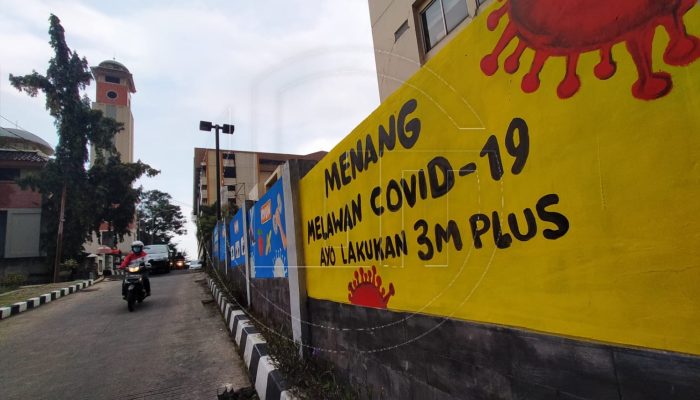 MENANG
MELAWAN COVID-19
AYO LAKUKAN 3M PLUS